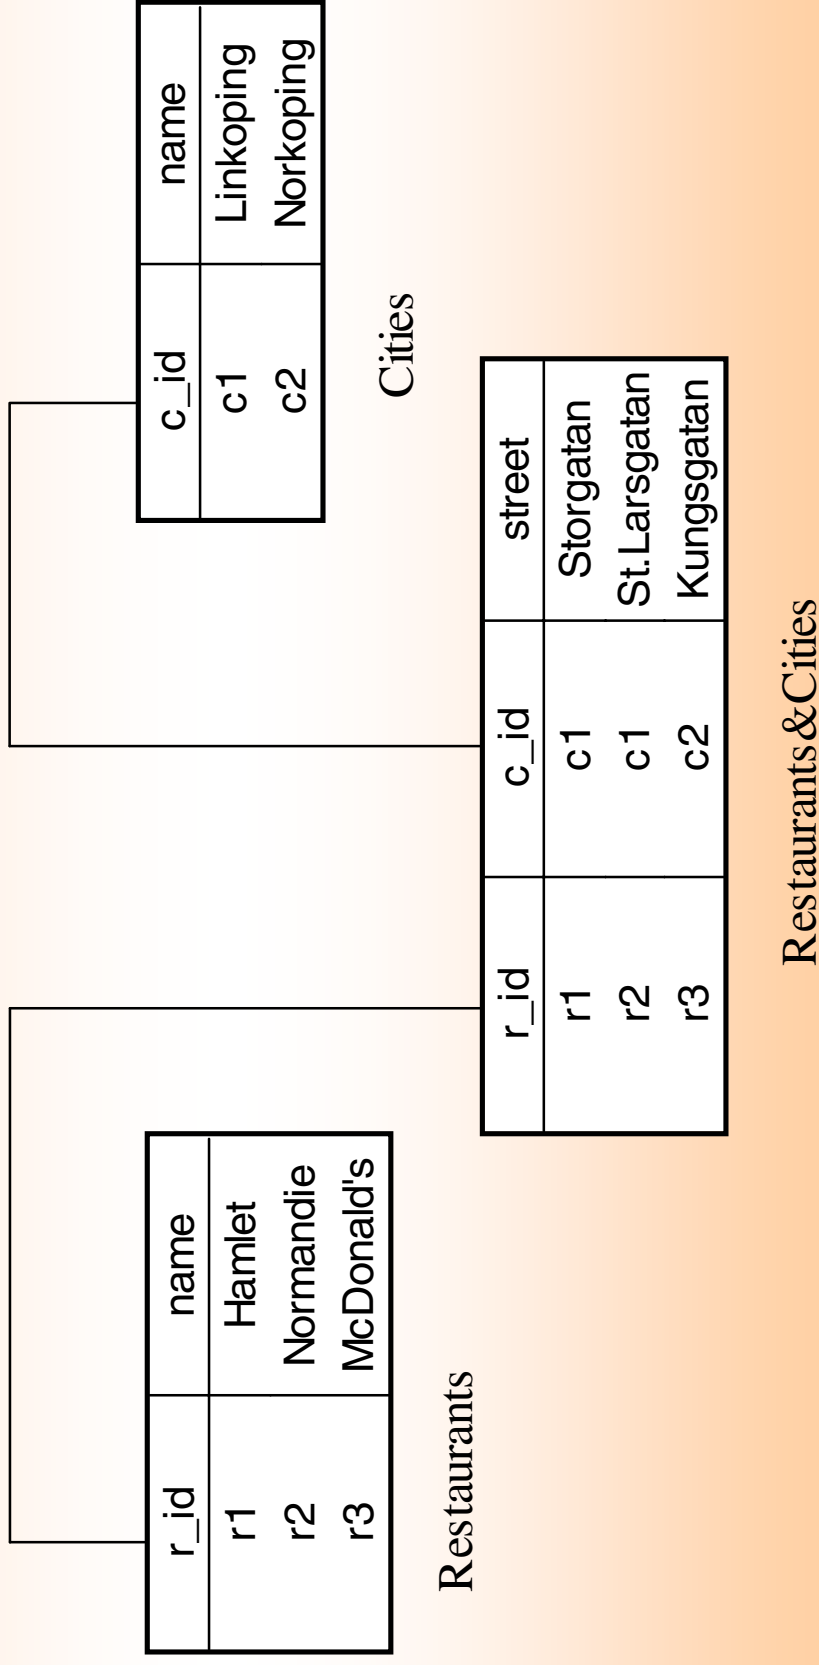 r_id name
r1 Hamlet
r2 Normandie
r3 McDonald's
Restaurants
c_id name
c1 Linkoping
c2 Norkoping
Cities
r_id c_id street
r1 c1 Storgatan
r2 c1 St.Larsgatan
r3 c2 Kungsgatan
Restaurants&Cities